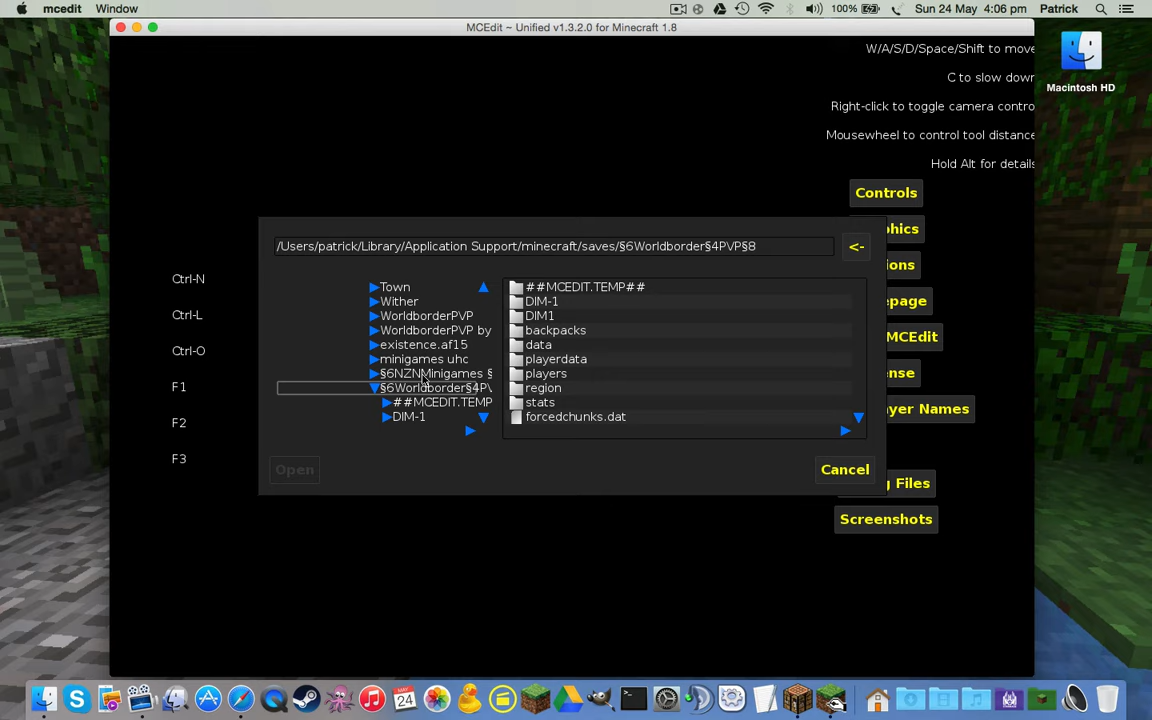 mcedit Window 100% Sun 24 May 4:06 pm Patrick
MCEdit ~ Unified v1.3.2.0 for Minecraft 1.8
W/A/S/D/Space/Shift to move
C to slow down
Right-click to toggle camera contro
Mousewheel to control tool distance
Hold Alt for details
Macintosh HD
Controls
phics
ions
epage
MCEdit
ense
ayer Names
g Files
Screenshots
Ctrl-N
Ctrl-L
Ctrl-O
F1
F2
F3
/Users/patrick/Library/Application Support/minecraft/saves/§6Worldborder§4PVP§8
<-
Town
Wither
WorldborderPVP
WorldborderPVP by
existence.af15
minigames uhc
§6NZNMinigames §
§6Worldborder§4PV
##MCEDIT.TEMP
DIM-1
##MCEDIT.TEMP##
DIM-1
DIM1
backpacks
data
playerdata
players
region
stats
forcedchunks.dat
Open
Cancel
MAY
24